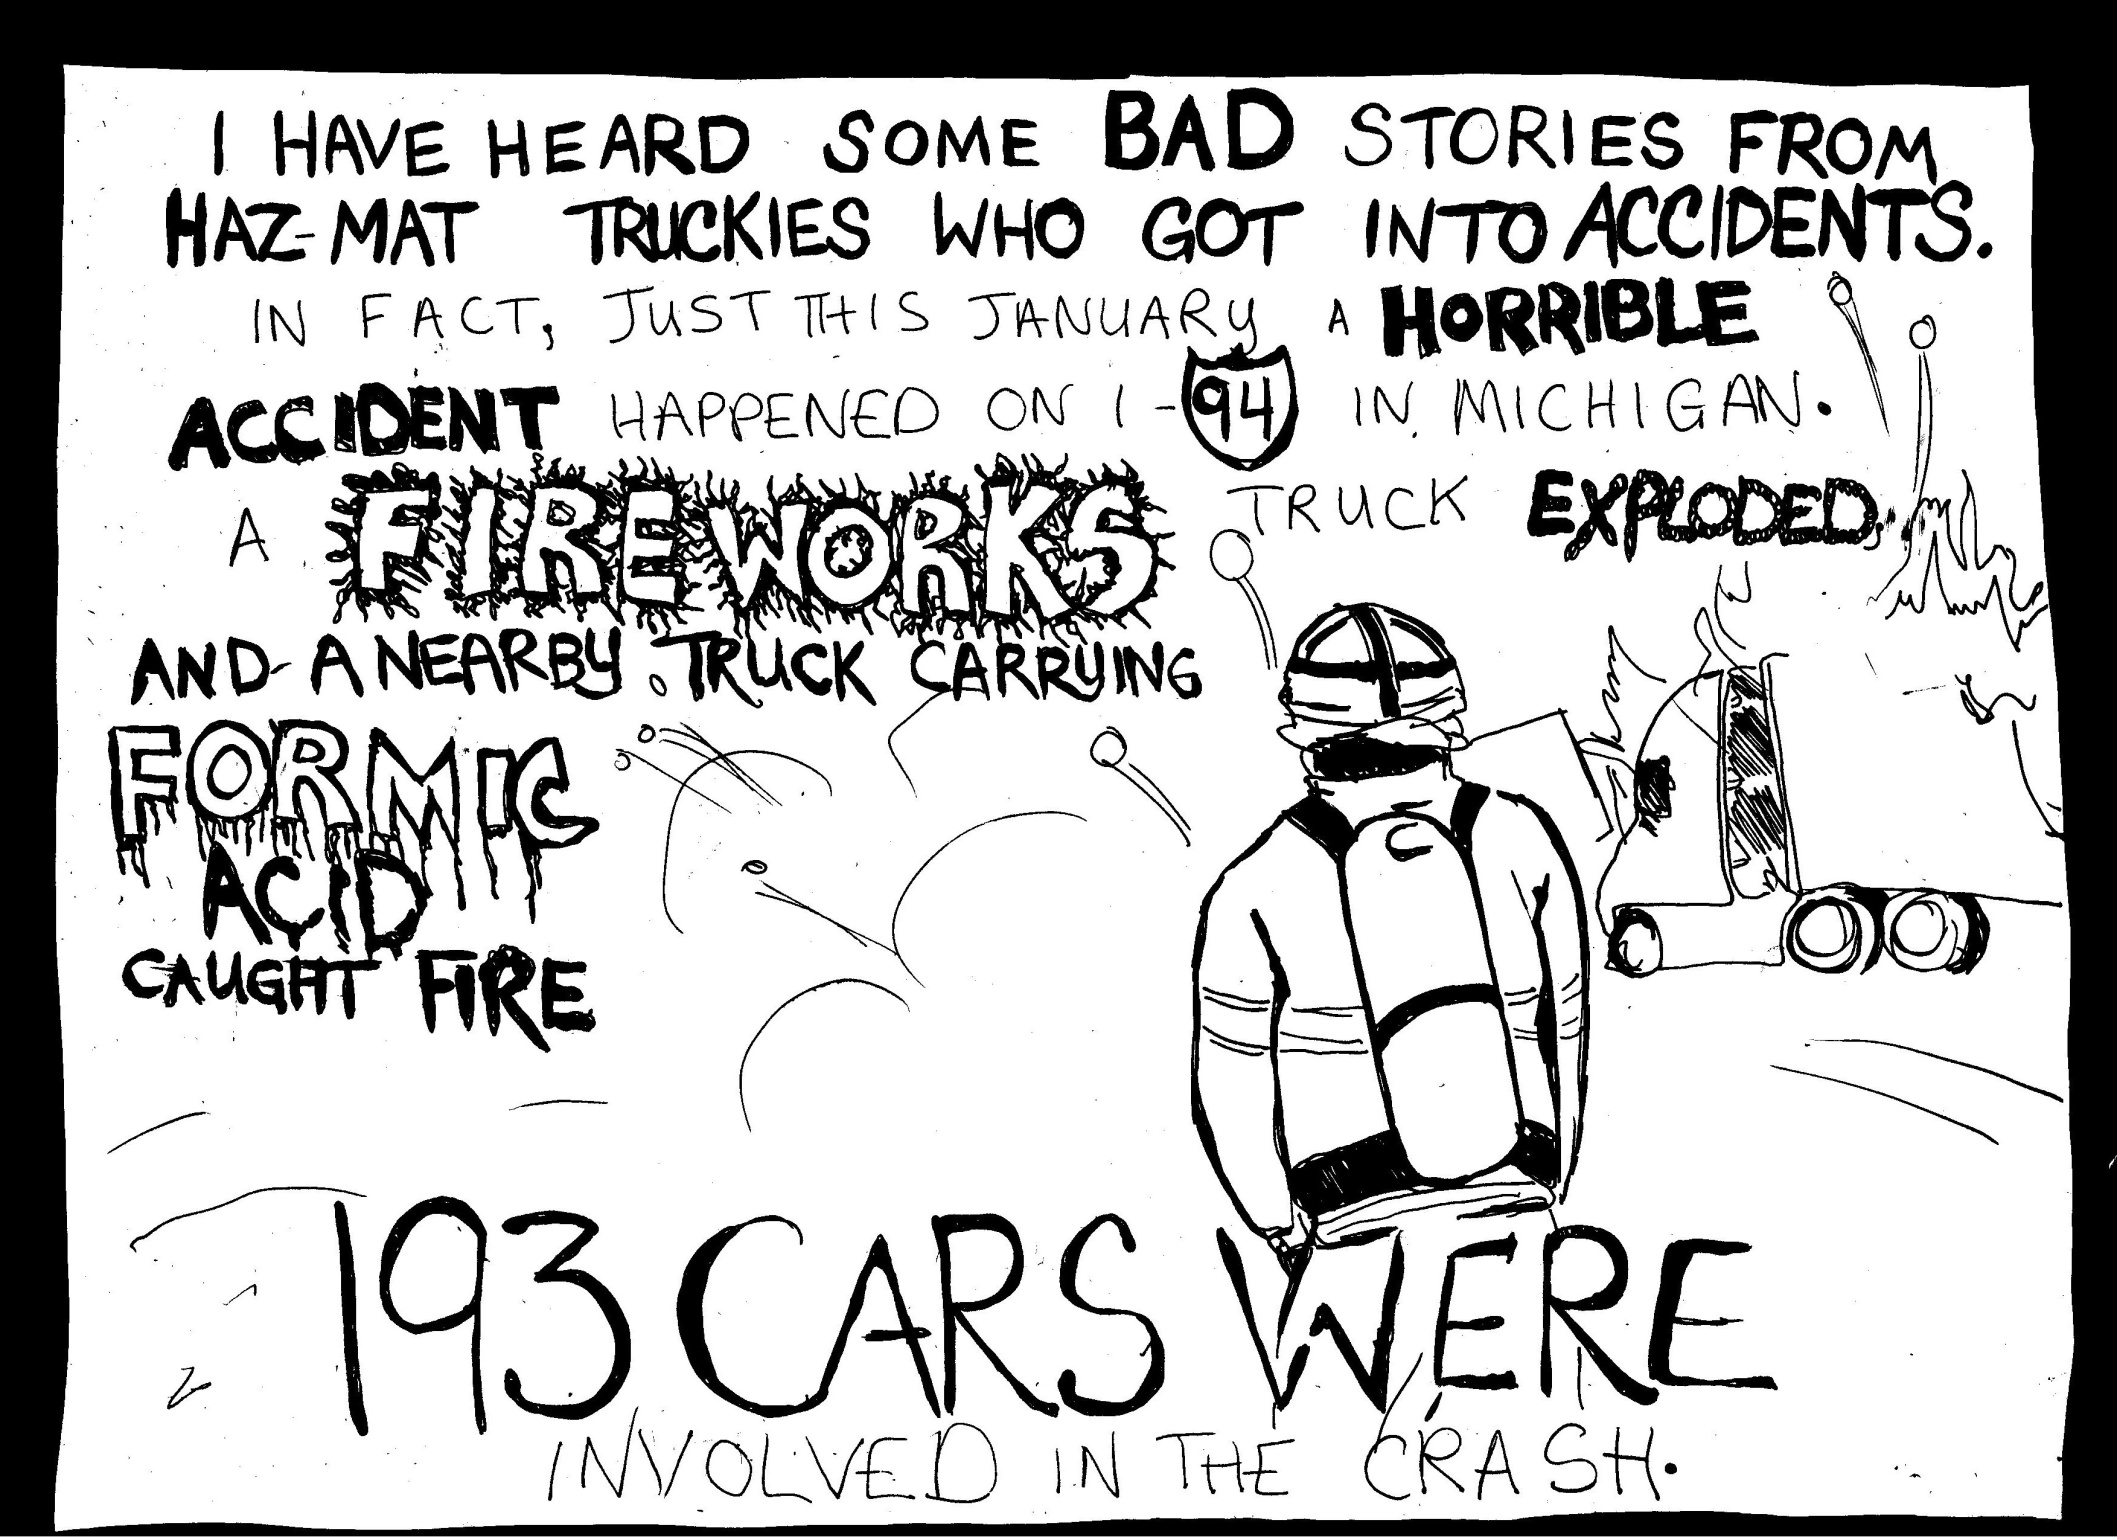 I HAVE HEARD SOME BAD STORIES FROM
HAZ-MAT TRUCKIES WHO GOT INTO ACCIDENTS.
IN FACT, JUST THIS JANUARY A HORRIBLE
ACCIDENT HAPPENED ON I-94 IN MICHIGAN.
A FIREWORKS TRUCK EXPLODED,
AND A NEARBY TRUCK CARRYING
FORMIC
ACID
CAUGHT FIRE
193 CARS WERE
INVOLVED IN THE CRASH.